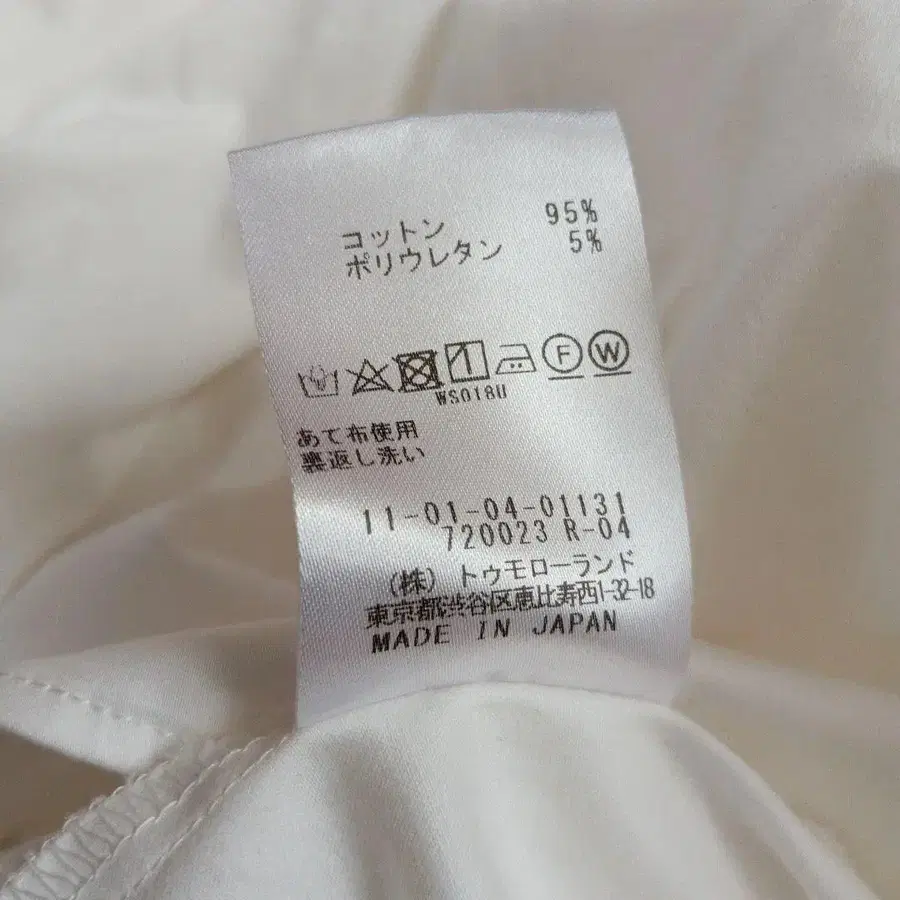 コットン 95%
ポリウレタン 5%
F W
WS018U
あて布使用
裏返し洗い
11-01-04-01131
720023 R-04
(株) トゥモローランド
東京都渋谷区恵比寿西1-32-18
MADE IN JAPAN